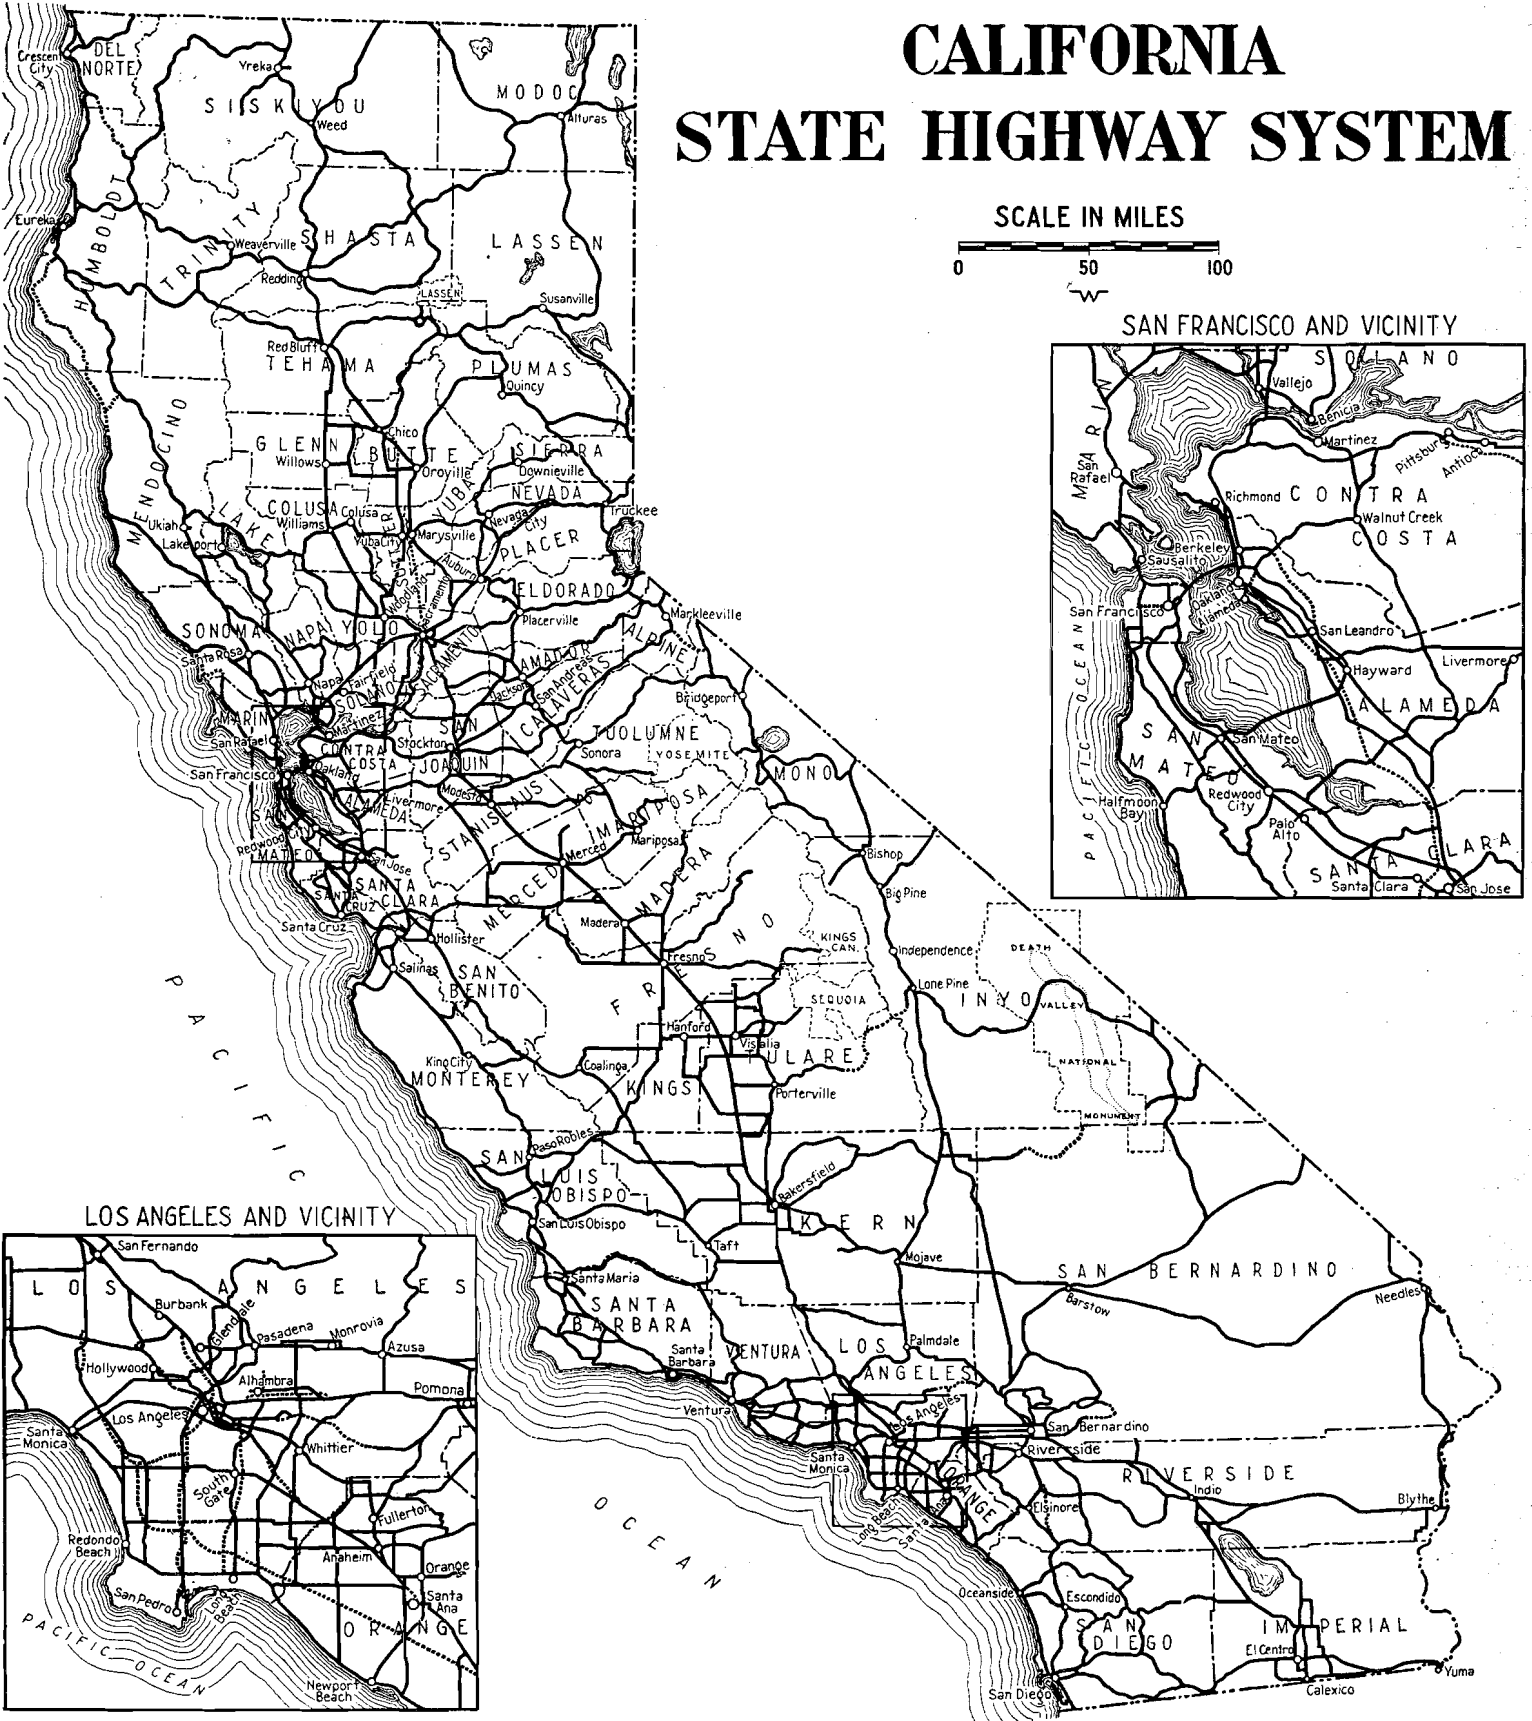 CALIFORNIA
STATE HIGHWAY SYSTEM
SCALE IN MILES
0 50 100
Crescent
City
DEL
NORTE
Yreka
SISKIYOU
Weed
MODOC
Alturas
Eureka
HUMBOLDT
TRINITY
Weaverville
SHASTA
Redding
LASSEN
LASSEN
Susanville
Red Bluff
TEHAMA
PLUMAS
Quincy
MENDOCINO
GLENN
Willows
Chico
BUTTE
Oroville
SIERRA
Downieville
COLUSA
Colusa
Williams
YUBA
NEVADA
Nevada
City
Truckee
Ukiah
LAKE
Lakeport
Yuba City
SUTTER
Marysville
PLACER
Auburn
ELDORADO
Placerville
Woodland
Sacramento
SONOMA
NAPA
YOLO
Santa Rosa
SACRAMENTO
Markleeville
ALPINE
AMADOR
Jackson
San Andreas
CALAVERAS
Napa
Fairfield
SOLANO
Martinez
MARIN
San Rafael
San Francisco
Oakland
CONTRA
COSTA
Stockton
SAN
JOAQUIN
Bridgeport
TUOLUMNE
Sonora
YOSEMITE
MONO
ALAMEDA
Livermore
Modesto
STANISLAUS
MARIPOSA
Mariposa
SAN
MATEO
Redwood City
San Jose
SANTA
CLARA
SANTA
CRUZ
Santa Cruz
Merced
MERCED
MADERA
Madera
Bishop
Big Pine
Hollister
Salinas
SAN
BENITO
FRESNO
Fresno
KINGS
CAN.
SEQUOIA
Independence
Lone Pine
INYO
DEATH
VALLEY
NATIONAL
MONUMENT
Hanford
Visalia
TULARE
King City
MONTEREY
Coalinga
KINGS
Porterville
PACIFIC
OCEAN
SAN
LUIS
OBISPO
Paso Robles
San Luis Obispo
Bakersfield
KERN
Taft
Mojave
SAN BERNARDINO
Barstow
Needles
Santa Maria
SANTA
BARBARA
Santa
Barbara
VENTURA
Ventura
LOS
ANGELES
Palmdale
Los Angeles
San Bernardino
Santa
Monica
Riverside
RIVERSIDE
Indio
Blythe
ORANGE
Long Beach
Santa Ana
Elsinore
Oceanside
Escondido
SAN
DIEGO
San Diego
IMPERIAL
El Centro
Calexico
Yuma
SAN FRANCISCO AND VICINITY
SOLANO
Vallejo
Benicia
Martinez
Pittsburg
Antioch
MARIN
San
Rafael
Richmond
CONTRA
COSTA
Walnut Creek
Berkeley
Sausalito
Oakland
Alameda
San Francisco
San Leandro
Hayward
Livermore
ALAMEDA
PACIFIC OCEAN
SAN
MATEO
San Mateo
Halfmoon
Bay
Redwood
City
Palo
Alto
SANTA CLARA
Santa Clara
San Jose
LOS ANGELES AND VICINITY
San Fernando
LOS ANGELES
Burbank
Glendale
Pasadena
Monrovia
Azusa
Hollywood
Alhambra
Pomona
Los Angeles
Santa
Monica
Whittier
South
Gate
Fullerton
Redondo
Beach
Anaheim
Orange
San Pedro
Long
Beach
Santa
Ana
ORANGE
PACIFIC OCEAN
Newport
Beach